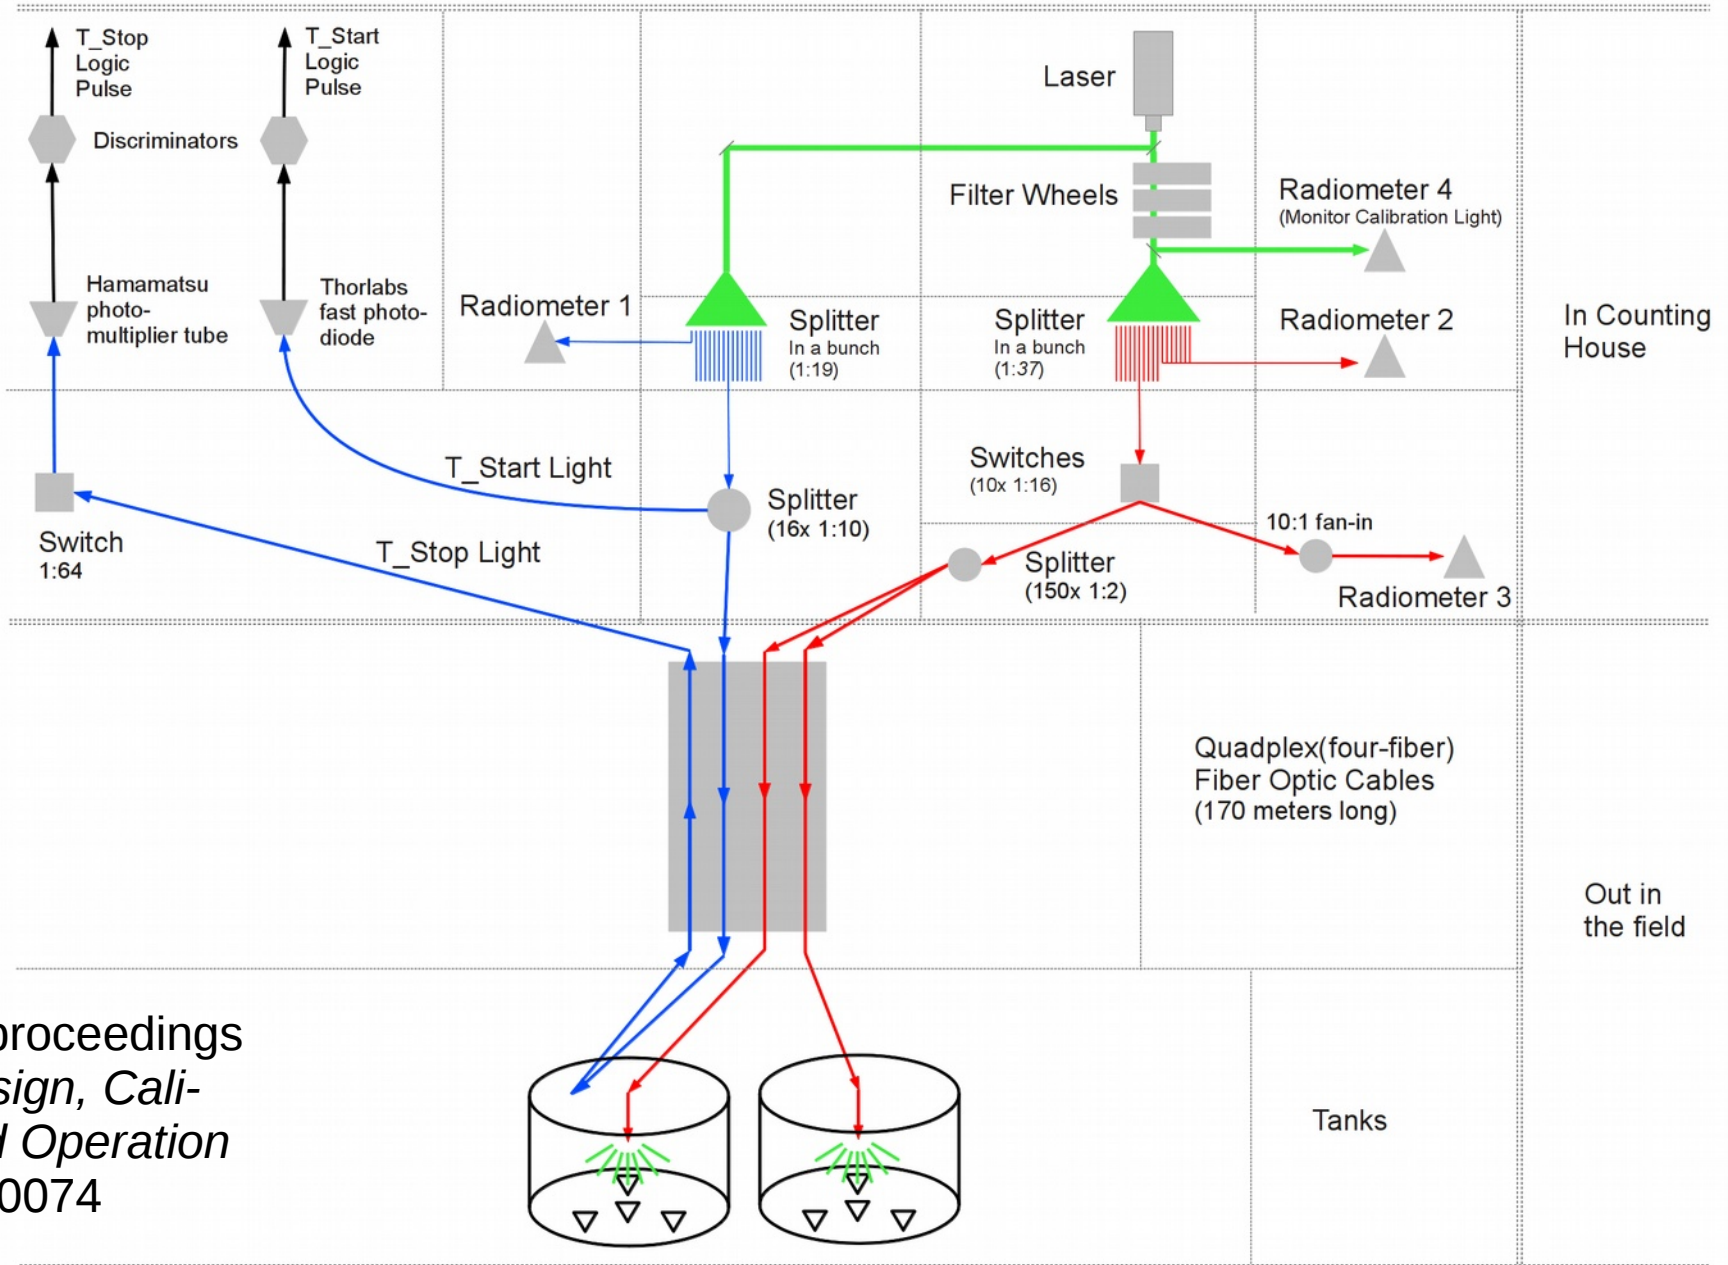 T_Stop
Logic
Pulse
T_Start
Logic
Pulse
Discriminators
Laser
Filter Wheels
Radiometer 4
(Monitor Calibration Light)
Hamamatsu
photo-
multiplier tube
Thorlabs
fast photo-
diode
Radiometer 1
Splitter
In a bunch
(1:19)
Splitter
In a bunch
(1:37)
Radiometer 2
In Counting
House
T_Start Light
Switches
(10x 1:16)
Splitter
(16x 1:10)
10:1 fan-in
Switch
1:64
T_Stop Light
Splitter
(150x 1:2)
Radiometer 3
Quadplex(four-fiber)
Fiber Optic Cables
(170 meters long)
Out in
the field
proceedings
sign, Cali-
d Operation
0074
Tanks